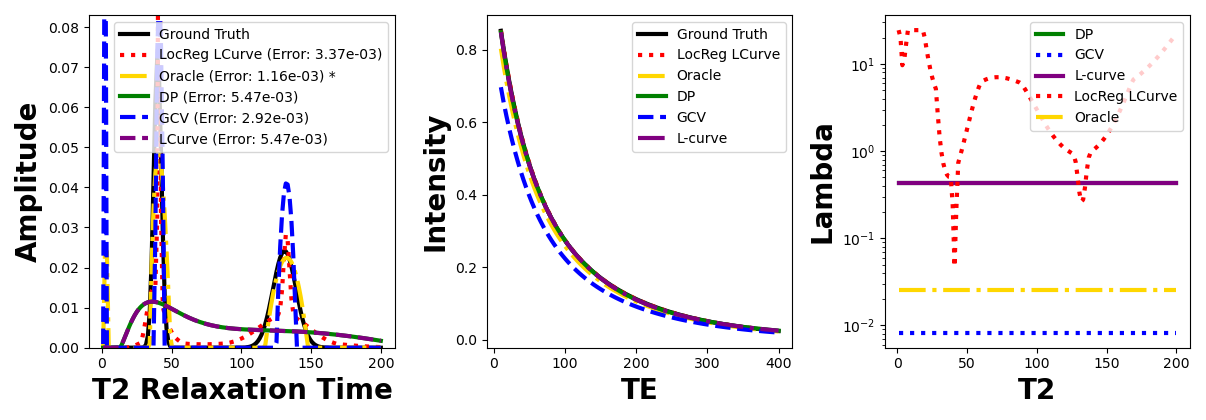 Amplitude
0.08
0.07
0.06
0.05
0.04
0.03
0.02
0.01
0.00
Ground Truth
LocReg LCurve (Error: 3.37e-03)
Oracle (Error: 1.16e-03) *
DP (Error: 5.47e-03)
GCV (Error: 2.92e-03)
LCurve (Error: 5.47e-03)
0 50 100 150 200
T2 Relaxation Time
Intensity
0.8
0.6
0.4
0.2
0.0
Ground Truth
LocReg LCurve
Oracle
DP
GCV
L-curve
0 100 200 300 400
TE
Lambda
10¹
10⁰
10⁻¹
10⁻²
DP
GCV
L-curve
LocReg LCurve
Oracle
0 50 100 150 200
T2